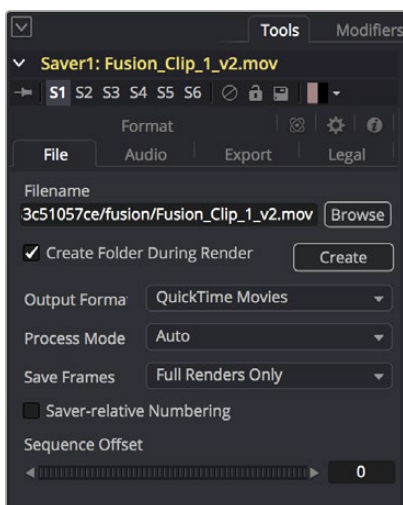 Tools Modifiers
Saver1: Fusion_Clip_1_v2.mov
S1 S2 S3 S4 S5 S6
Format
File Audio Export Legal
Filename
3c51057ce/fusion/Fusion_Clip_1_v2.mov Browse
Create Folder During Render Create
Output Forma QuickTime Movies
Process Mode Auto
Save Frames Full Renders Only
Saver-relative Numbering
Sequence Offset
0